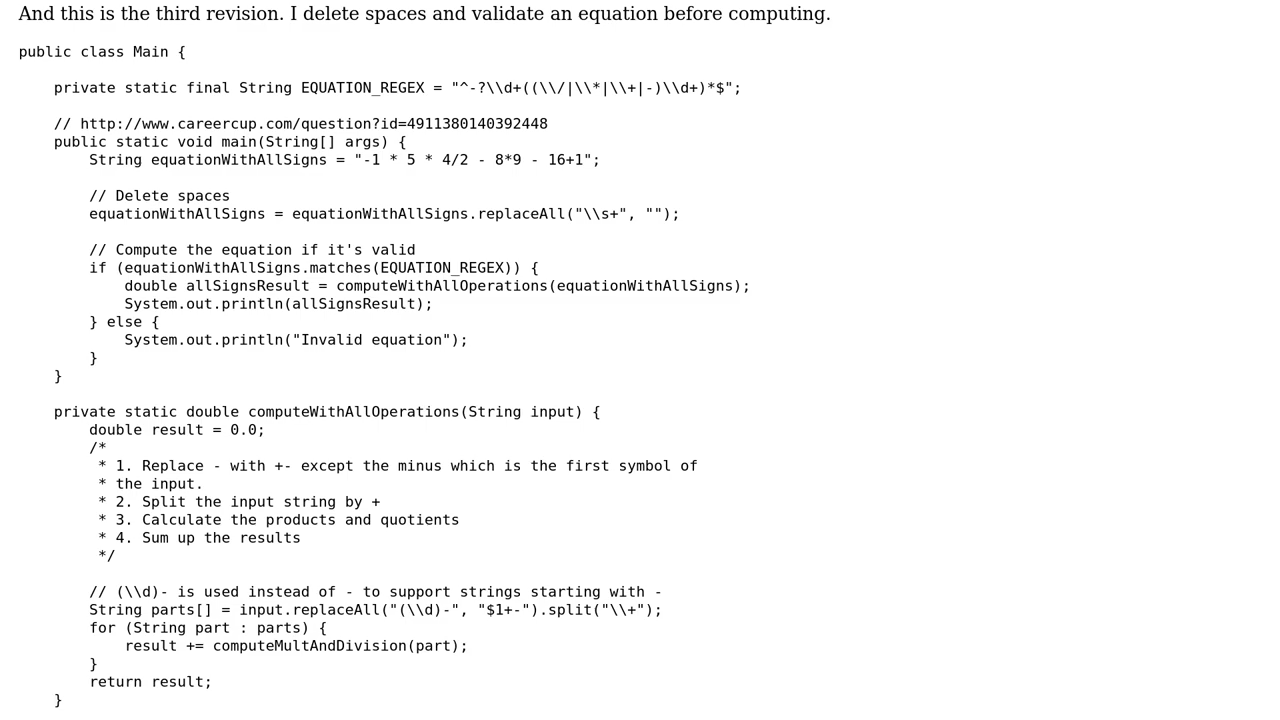 And this is the third revision. I delete spaces and validate an equation before computing.
public class Main {
private static final String EQUATION_REGEX = "^-?\\d+((\\/|\\*|\\+|-)\\d+)*$";
// http://www.careercup.com/question?id=4911380140392448
public static void main(String[] args) {
String equationWithAllSigns = "-1 * 5 * 4/2 - 8*9 - 16+1";
// Delete spaces
equationWithAllSigns = equationWithAllSigns.replaceAll("\\s+", "");
// Compute the equation if it's valid
if (equationWithAllSigns.matches(EQUATION_REGEX)) {
double allSignsResult = computeWithAllOperations(equationWithAllSigns);
System.out.println(allSignsResult);
} else {
System.out.println("Invalid equation");
}
}
private static double computeWithAllOperations(String input) {
double result = 0.0;
/*
* 1. Replace - with +- except the minus which is the first symbol of
* the input.
* 2. Split the input string by +
* 3. Calculate the products and quotients
* 4. Sum up the results
*/
// (\\d)- is used instead of - to support strings starting with -
String parts[] = input.replaceAll("(\\d)-", "$1+-").split("\\+");
for (String part : parts) {
result += computeMultAndDivision(part);
}
return result;
}